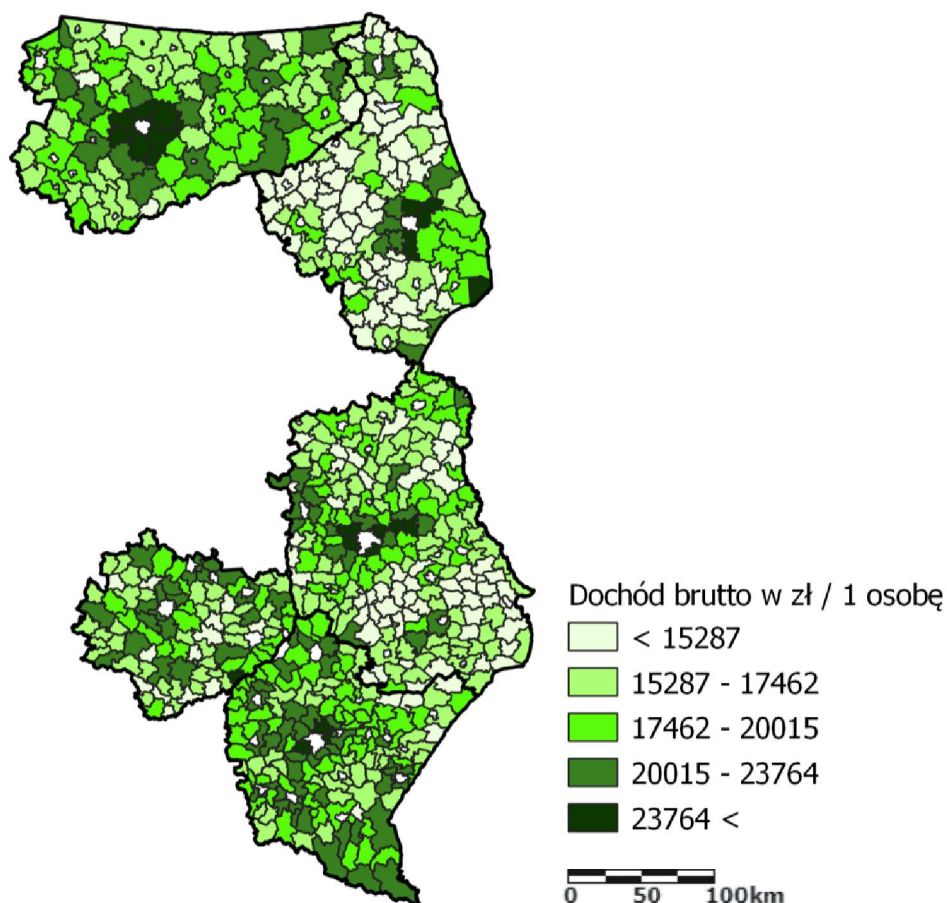 Dochód brutto w zł / 1 osobę
< 15287
15287 - 17462
17462 - 20015
20015 - 23764
23764 <
0 50 100km